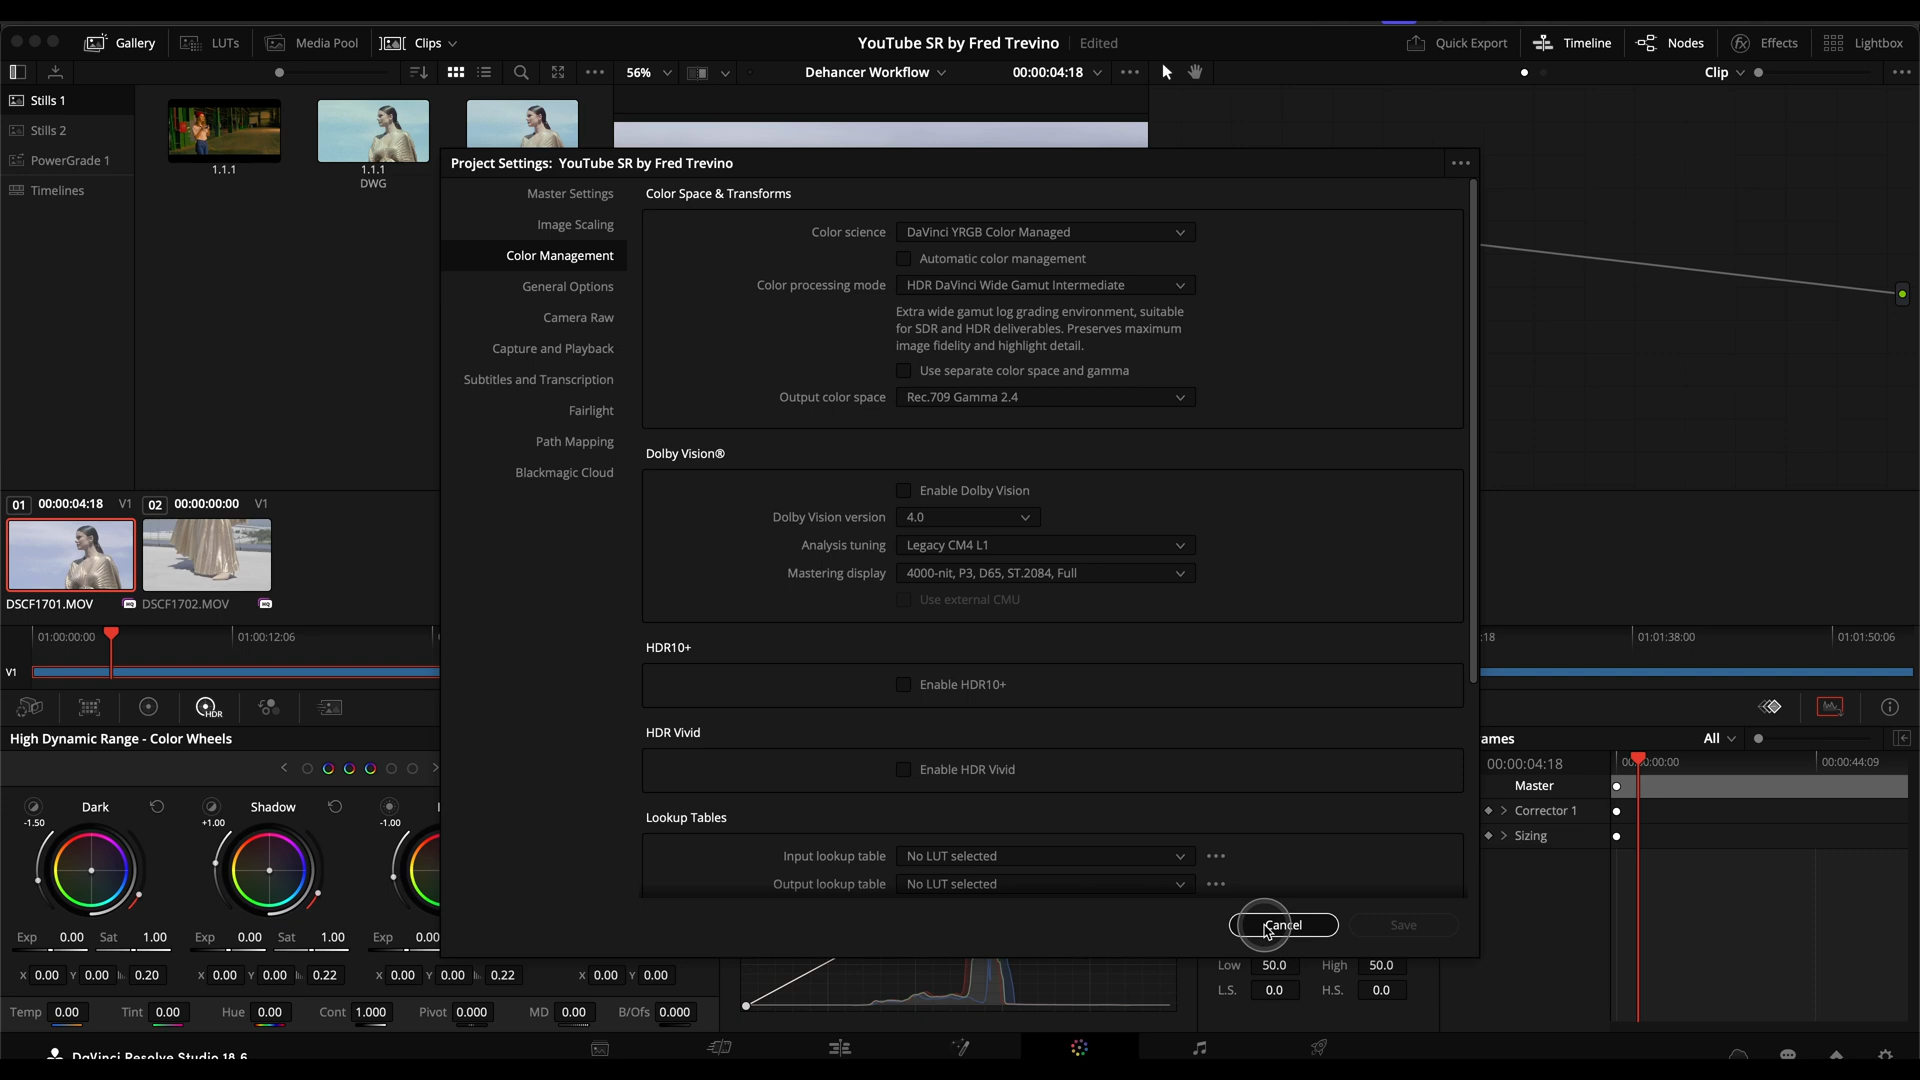 Gallery
LUTs
Media Pool
Clips
YouTube SR by Fred Trevino
Edited
Quick Export
Timeline
Nodes
Effects
Lightbox
56%
Dehancer Workflow
00:00:04:18
Clip
Stills 1
Stills 2
PowerGrade 1
Timelines
1.1.1
1.1.1
DWG
Project Settings: YouTube SR by Fred Trevino
Master Settings
Image Scaling
Color Management
General Options
Camera Raw
Capture and Playback
Subtitles and Transcription
Fairlight
Path Mapping
Blackmagic Cloud
Color Space & Transforms
Color science DaVinci YRGB Color Managed
Automatic color management
Color processing mode HDR DaVinci Wide Gamut Intermediate
Extra wide gamut log grading environment, suitable
for SDR and HDR deliverables. Preserves maximum
image fidelity and highlight detail.
Use separate color space and gamma
Output color space Rec.709 Gamma 2.4
Dolby Vision®
Enable Dolby Vision
Dolby Vision version 4.0
Analysis tuning Legacy CM4 L1
Mastering display 4000-nit, P3, D65, ST.2084, Full
Use external CMU
HDR10+
Enable HDR10+
HDR Vivid
Enable HDR Vivid
Lookup Tables
Input lookup table No LUT selected
Output lookup table No LUT selected
Cancel
Save
01 00:00:04:18 V1 02 00:00:00:00 V1
DSCF1701.MOV HQ DSCF1702.MOV HQ
01:00:00:00 01:00:12:06 :18 01:01:38:00 01:01:50:06
V1
HDR
High Dynamic Range - Color Wheels
Dark Shadow
-1.50 +1.00 -1.00
Exp 0.00 Sat 1.00 Exp 0.00 Sat 1.00 Exp 0.00
X 0.00 Y 0.00 0.20 X 0.00 Y 0.00 0.22 X 0.00 Y 0.00 0.22 X 0.00 Y 0.00
Temp 0.00 Tint 0.00 Hue 0.00 Cont 1.000 Pivot 0.000 MD 0.00 B/Ofs 0.000
Low 50.0 High 50.0
L.S. 0.0 H.S. 0.0
ames
All
00:00:04:18 00:00:44:09
Master
Corrector 1
Sizing
DaVinci Resolve Studio 18.6